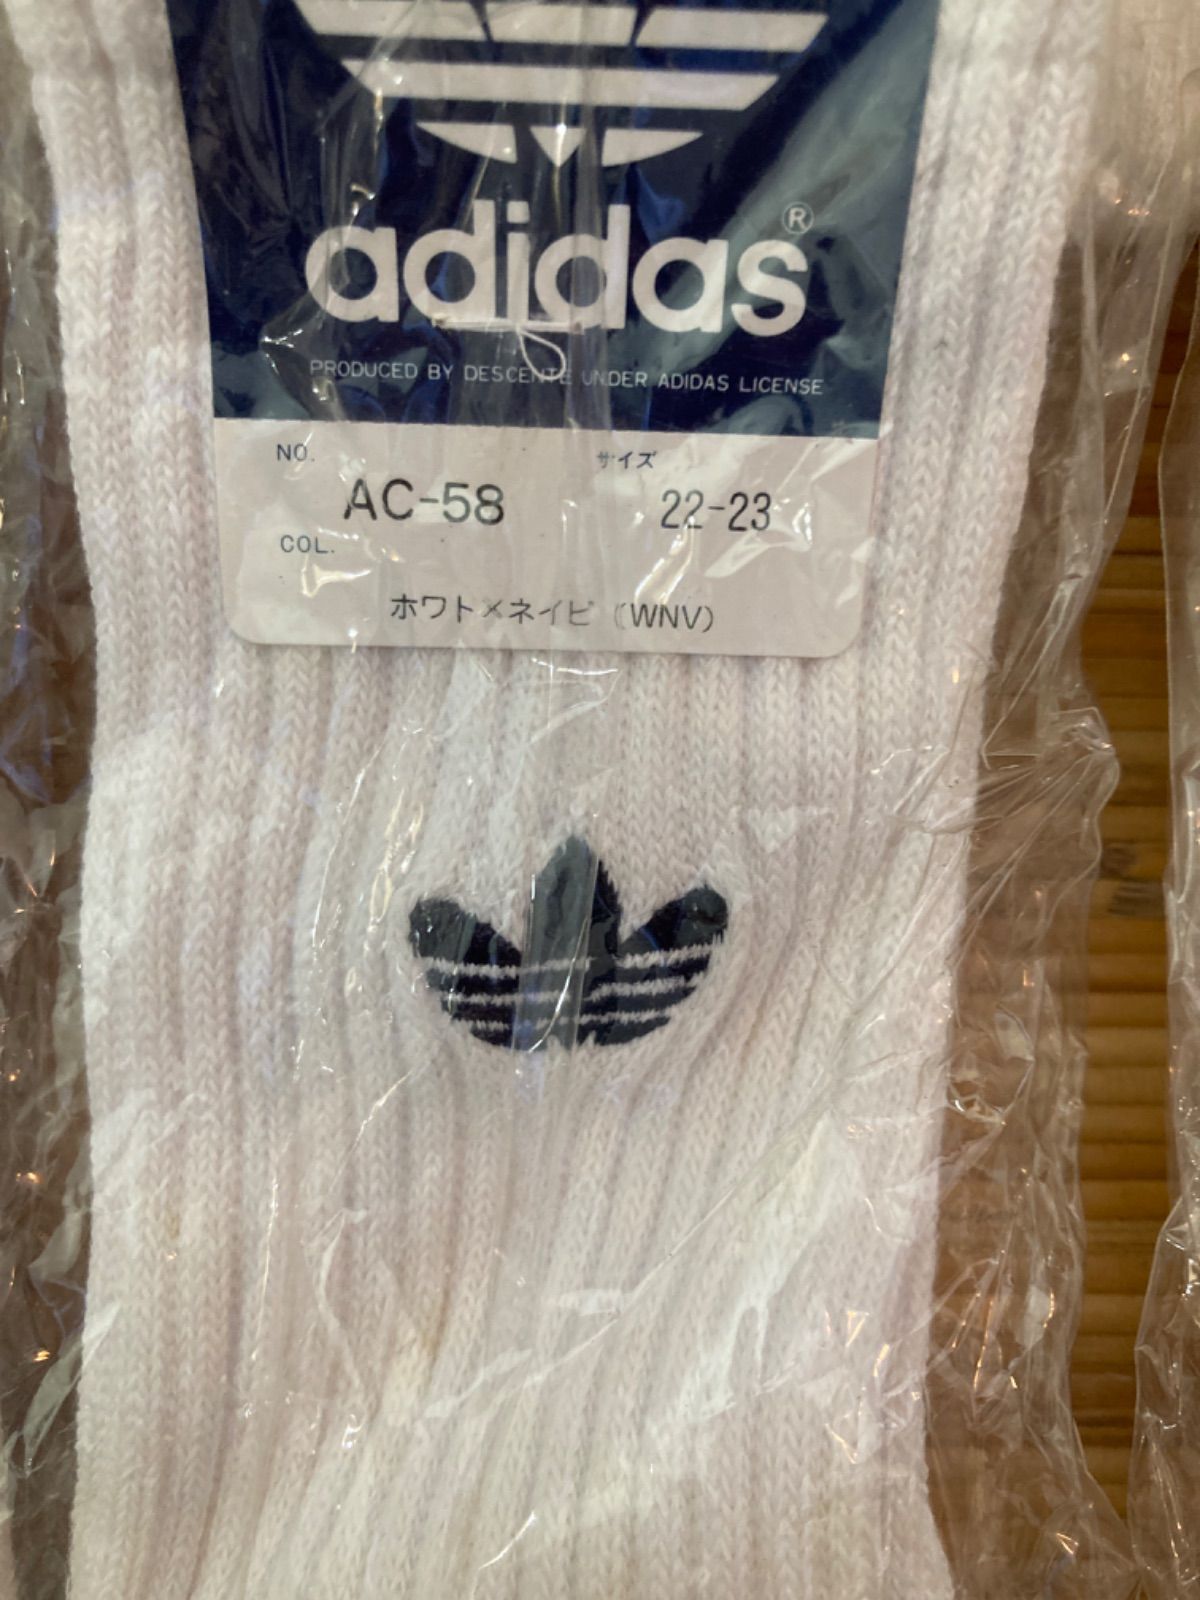 adidas®
PRODUCED BY DESCENTE UNDER ADIDAS LICENSE
NO.
サイズ
AC-58
22-23
COL.
ホワト×ネイビ (WNV)